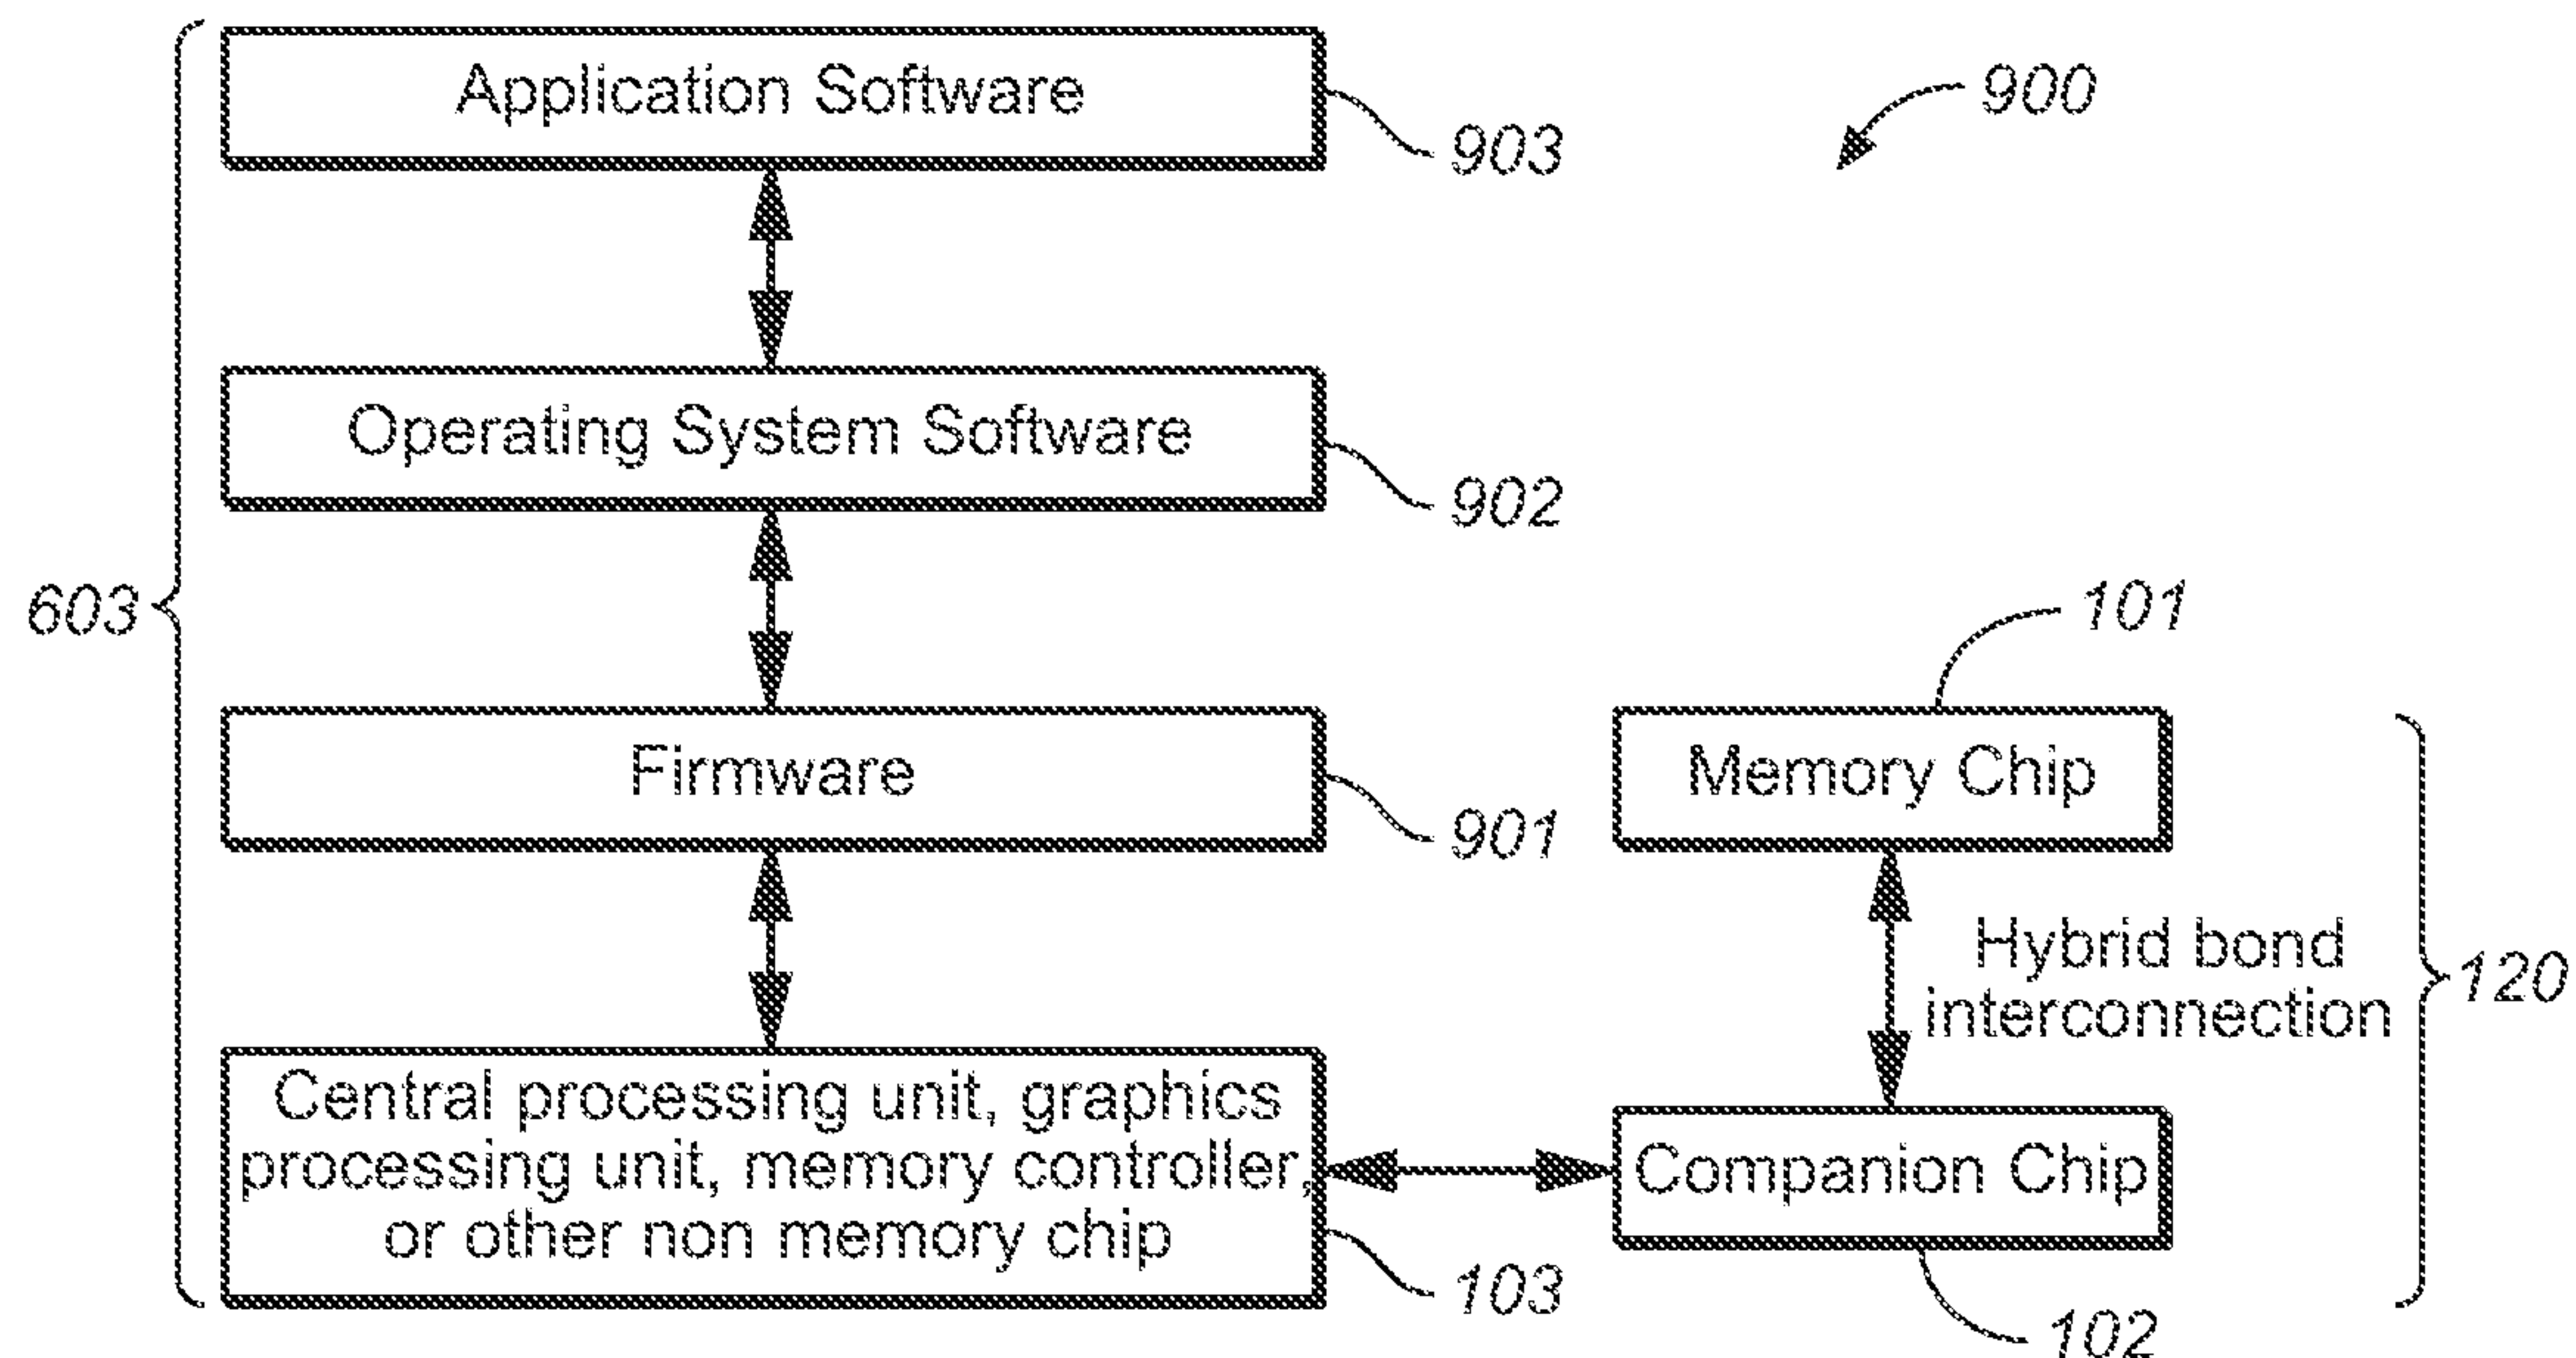 Application Software
900
903
Operating System Software
902
603
101
Firmware
Memory Chip
901
Hybrid bond
interconnection
120
Central processing unit, graphics
processing unit, memory controller,
or other non memory chip
Companion Chip
103
102